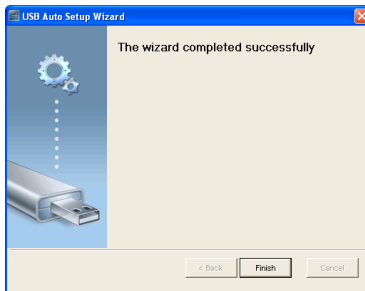 USB Auto Setup Wizard
The wizard completed successfully
< Back
Finish
Cancel